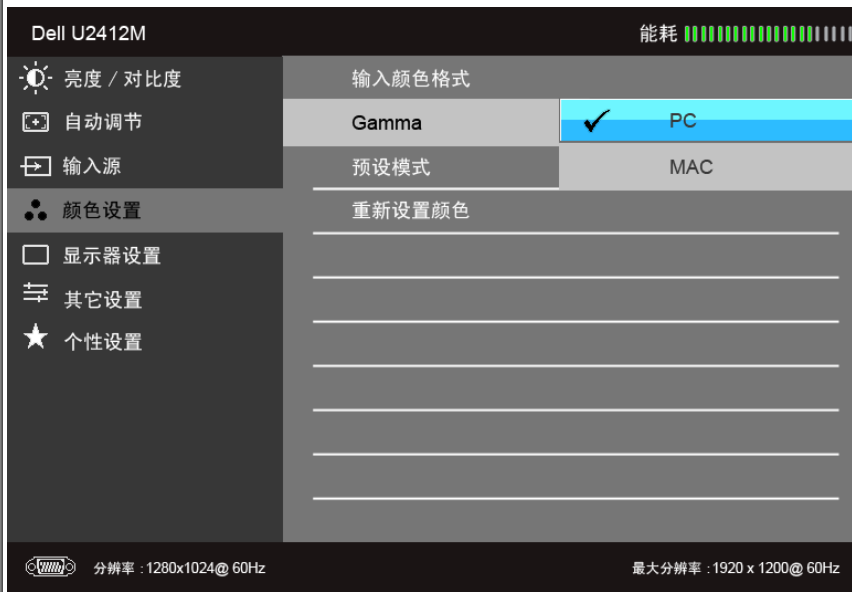 Dell U2412M
能耗
亮度 / 对比度
输入颜色格式
自动调节
Gamma
PC
输入源
预设模式
MAC
颜色设置
重新设置颜色
显示器设置
其它设置
个性设置
分辨率 : 1280x1024@ 60Hz
最大分辨率 : 1920 x 1200@ 60Hz